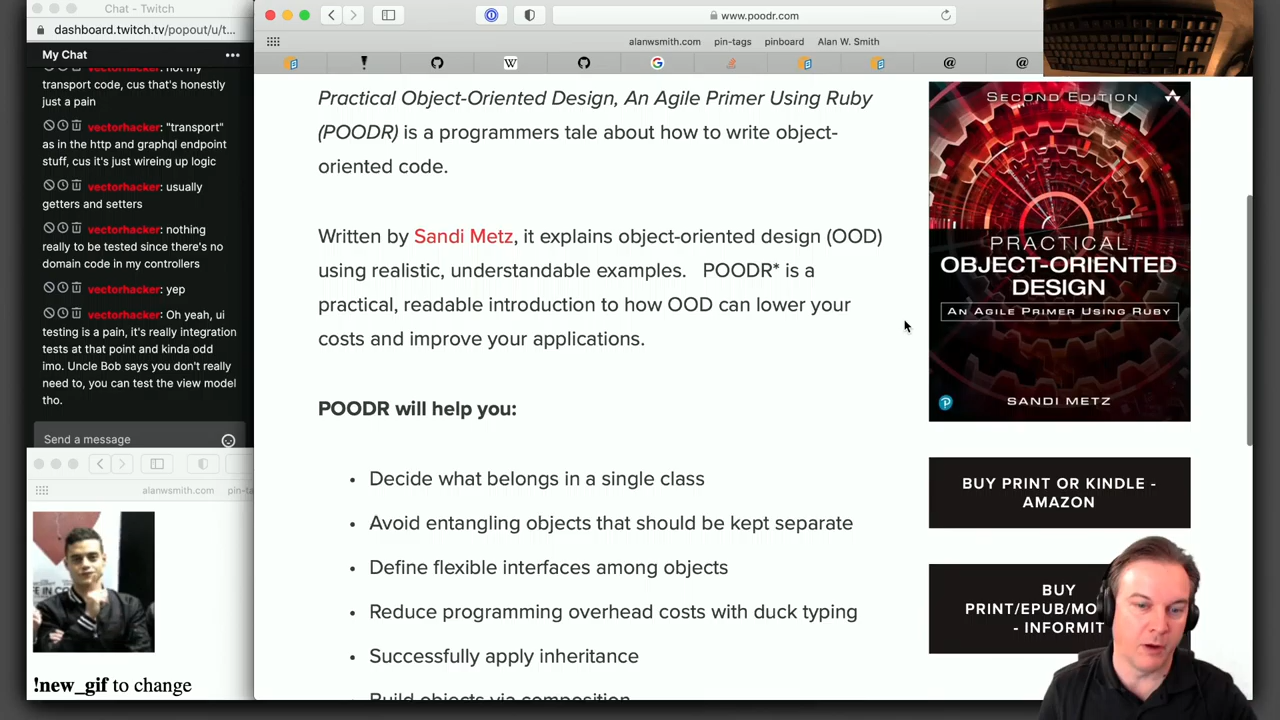 Chat - Twitch
dashboard.twitch.tv/popout/u/t...
My Chat
vectorhacker: not my
transport code, cus that's honestly
just a pain
vectorhacker: "transport"
as in the http and graphql endpoint
stuff, cus it's just wireing up logic
vectorhacker: usually
getters and setters
vectorhacker: nothing
really to be tested since there's no
domain code in my controllers
vectorhacker: yep
vectorhacker: Oh yeah, ui
testing is a pain, it's really integration
tests at that point and kinda odd
imo. Uncle Bob says you don't really
need to, you can test the view model
tho.
Send a message
alanwsmith.com pin-ta
!new_gif to change
www.poodr.com
alanwsmith.com pin-tags pinboard Alan W. Smith
Practical Object-Oriented Design, An Agile Primer Using Ruby
(POODR) is a programmers tale about how to write object-
oriented code.
Written by Sandi Metz, it explains object-oriented design (OOD)
using realistic, understandable examples. POODR* is a
practical, readable introduction to how OOD can lower your
costs and improve your applications.
POODR will help you:
• Decide what belongs in a single class
• Avoid entangling objects that should be kept separate
• Define flexible interfaces among objects
• Reduce programming overhead costs with duck typing
• Successfully apply inheritance
Build objects via composition
SECOND EDITION
PRACTICAL
OBJECT-ORIENTED
DESIGN
AN AGILE PRIMER USING RUBY
SANDI METZ
BUY PRINT OR KINDLE -
AMAZON
BUY
PRINT/EPUB/MO
- INFORMIT